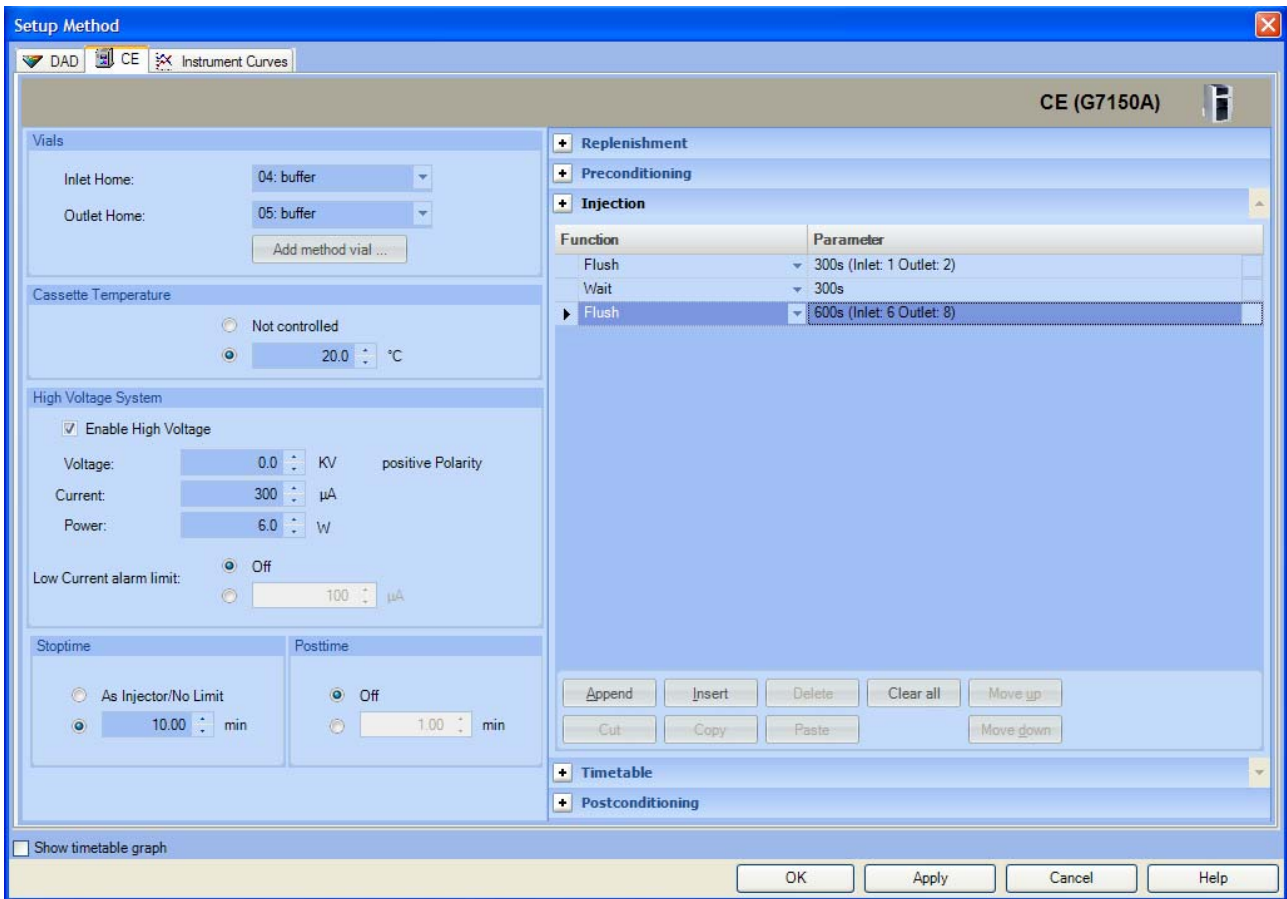 Setup Method
DAD CE Instrument Curves
CE (G7150A)
Vials
Inlet Home: 04: buffer
Outlet Home: 05: buffer
Add method vial ...
Cassette Temperature
Not controlled
20.0 °C
High Voltage System
Enable High Voltage
Voltage: 0.0 KV positive Polarity
Current: 300 µA
Power: 6.0 W
Low Current alarm limit: Off
100 µA
Stoptime
As Injector/No Limit
10.00 min
Posttime
Off
1.00 min
Replenishment
Preconditioning
Injection
Function Parameter
Flush 300s (Inlet: 1 Outlet: 2)
Wait 300s
Flush 600s (Inlet: 6 Outlet: 8)
Append Insert Delete Clear all Move up
Cut Copy Paste Move down
Timetable
Postconditioning
Show timetable graph
OK Apply Cancel Help